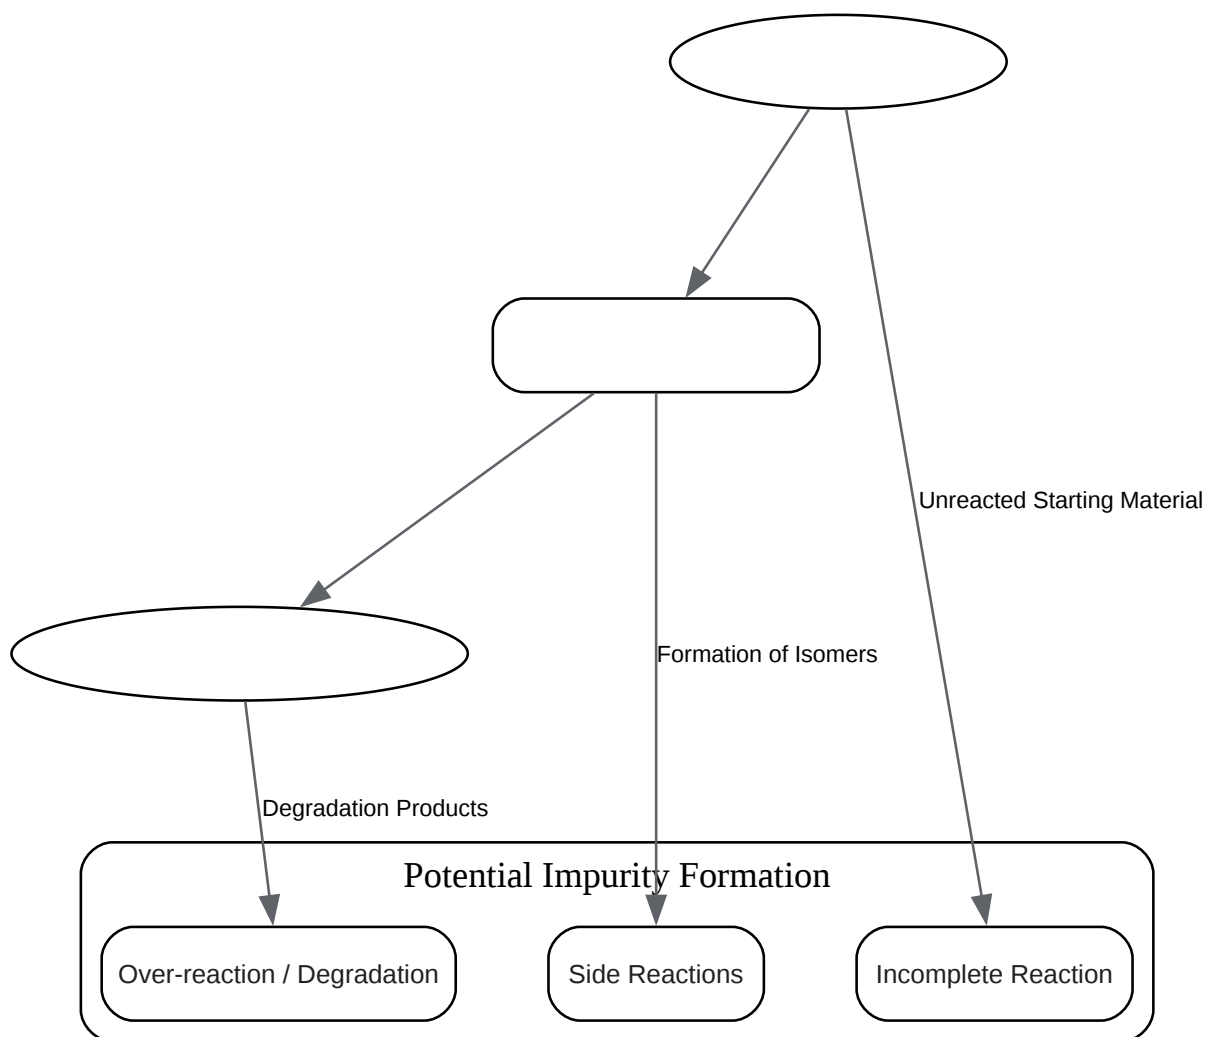 Unreacted Starting Material
Formation of Isomers
Degradation Products
Potential Impurity Formation
Over-reaction / Degradation
Side Reactions
Incomplete Reaction